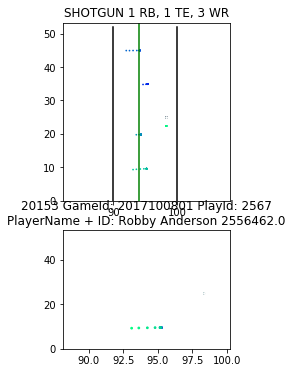 SHOTGUN 1 RB, 1 TE, 3 WR
50
40
30
20
10
0
90 100
20153 GameId: 2017100801 PlayId: 2567
PlayerName + ID: Robby Anderson 2556462.0
40
20
0
90.0 92.5 95.0 97.5 100.0